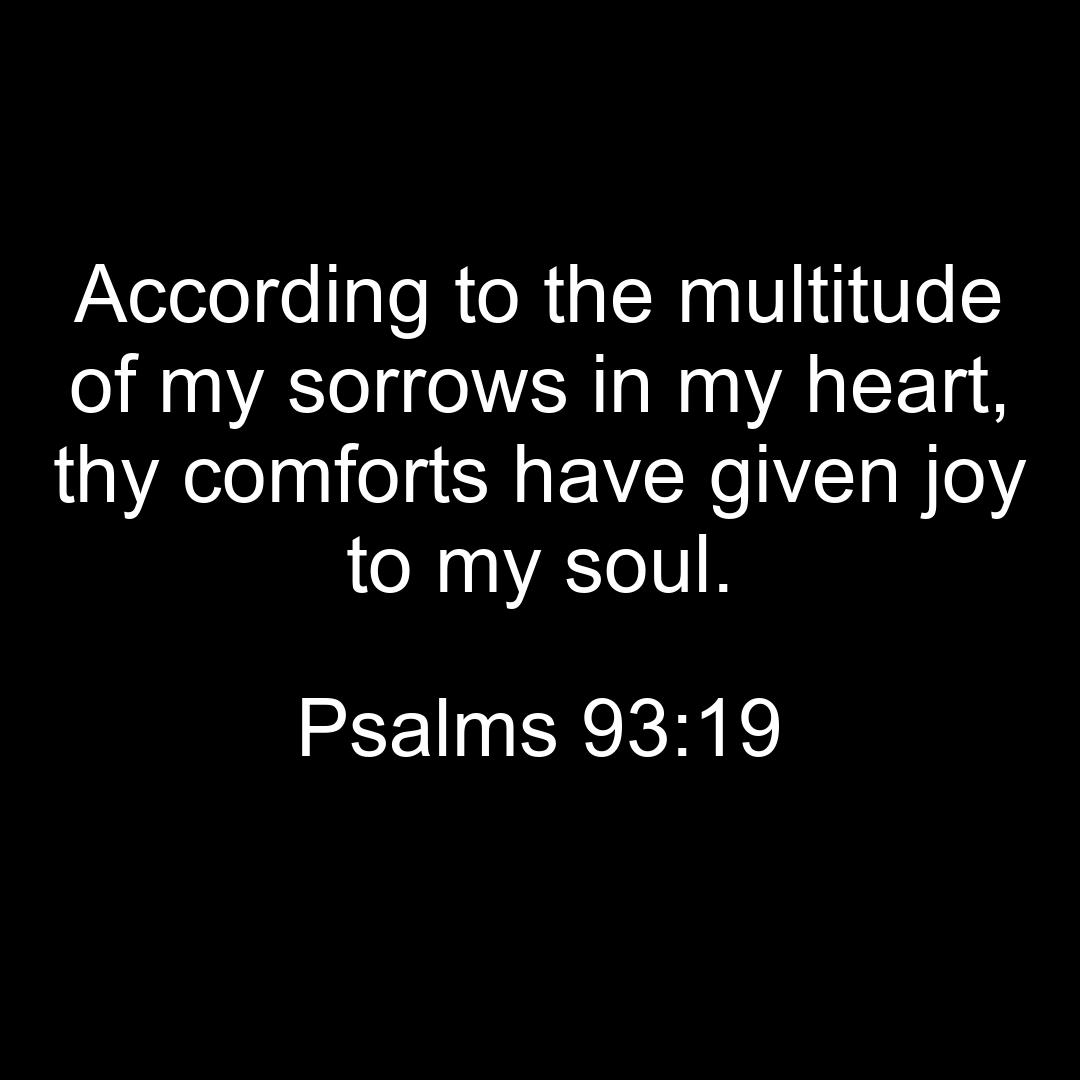 According to the multitude
of my sorrows in my heart,
thy comforts have given joy
to my soul.
Psalms 93:19